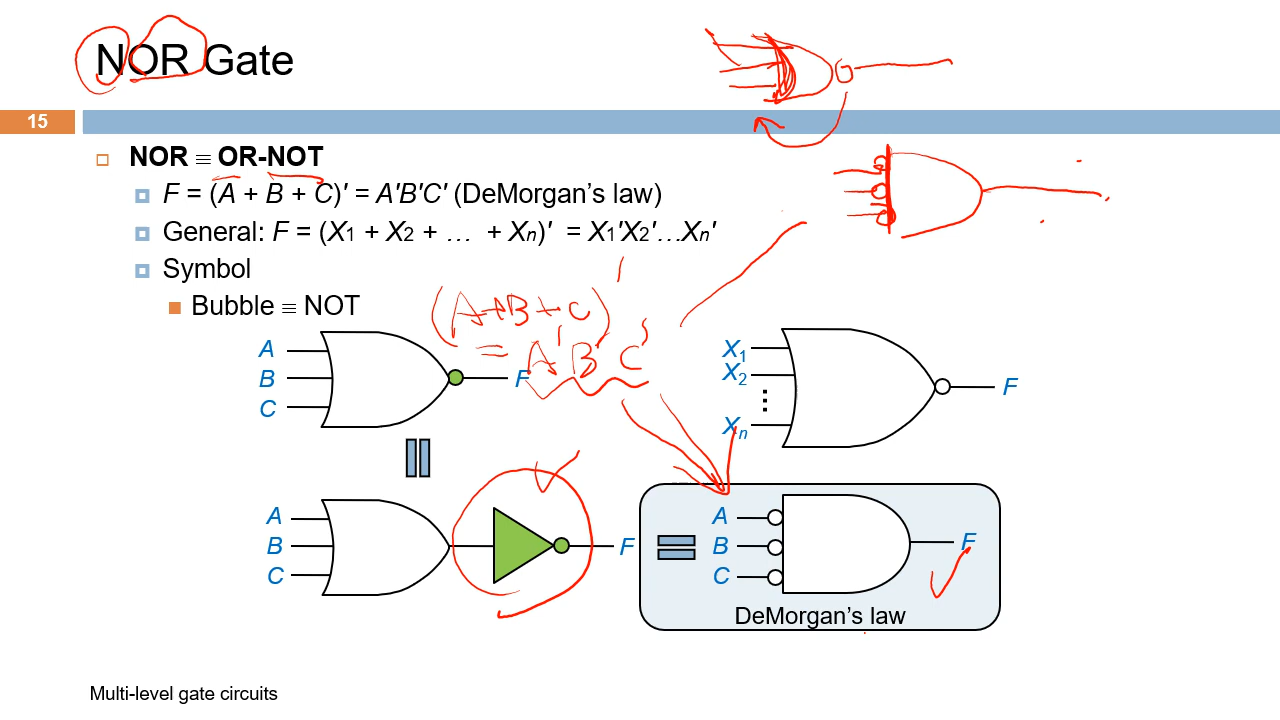 NOR Gate
15
NOR ≡ OR-NOT
F = (A + B + C)′ = A′B′C′ (DeMorgan's law)
General: F = (X1 + X2 + … + Xn)′ = X1′X2′…Xn′
Symbol
Bubble ≡ NOT
(A+B+C)′
= A′B′C′
A
B
C
F
X1
X2
⋮
Xn
F
A
B
C
F
A
B
C
F
DeMorgan's law
Multi-level gate circuits